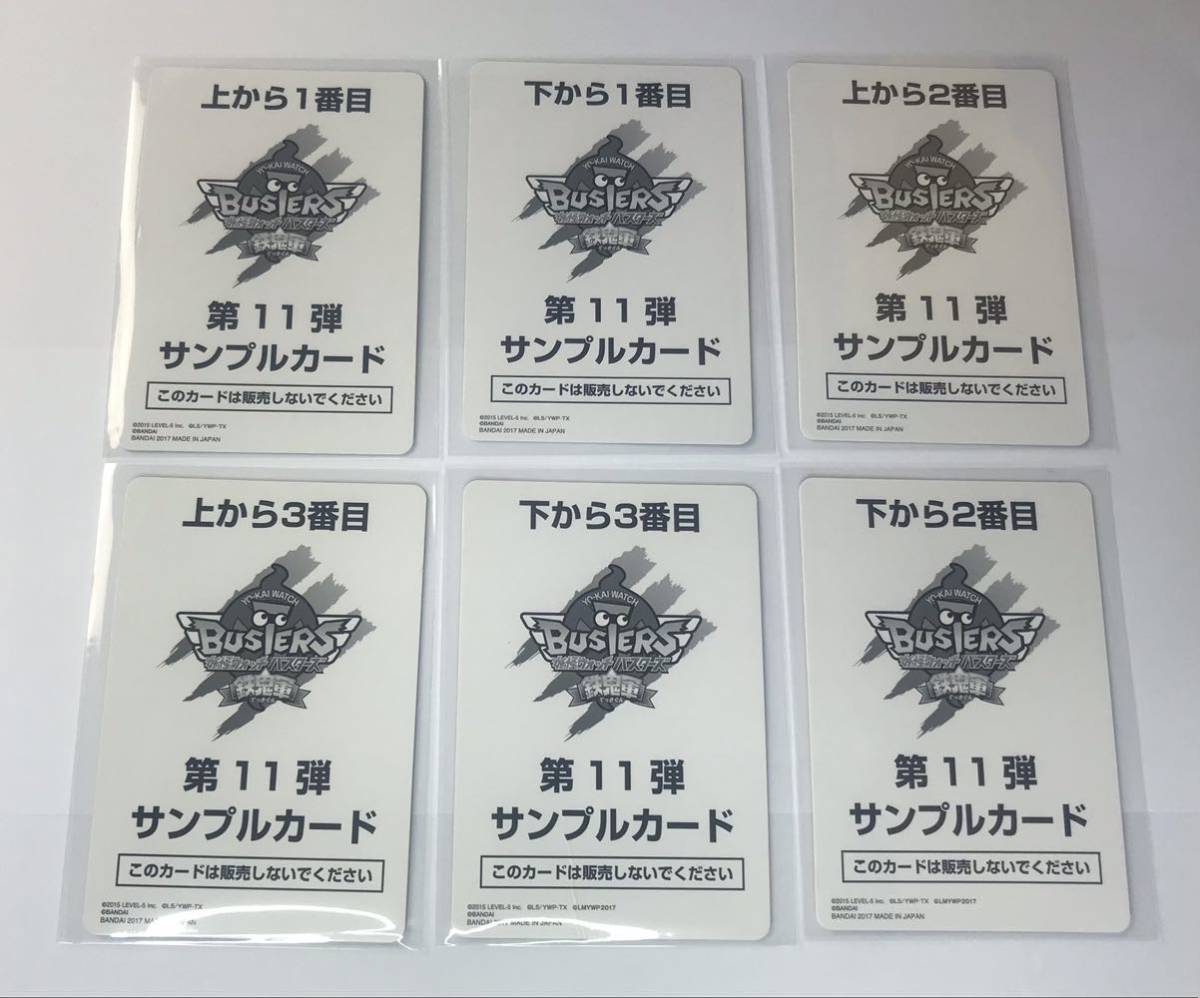 上から1番目
YO-KAI WATCH
BUSTERS
妖怪ウォッチバスターズ
鉄鬼軍
第11弾
サンプルカード
このカードは販売しないでください
©2015 LEVEL-5 Inc. ©L5/YWP・TX
©BANDAI
BANDAI 2017 MADE IN JAPAN
下から1番目
YO-KAI WATCH
BUSTERS
妖怪ウォッチバスターズ
鉄鬼軍
第11弾
サンプルカード
このカードは販売しないでください
©2015 LEVEL-5 Inc. ©L5/YWP・TX
©BANDAI
BANDAI 2017 MADE IN JAPAN
上から2番目
YO-KAI WATCH
BUSTERS
妖怪ウォッチバスターズ
鉄鬼軍
第11弾
サンプルカード
このカードは販売しないでください
©2015 LEVEL-5 Inc. ©L5/YWP・TX
©BANDAI
BANDAI 2017 MADE IN JAPAN
上から3番目
YO-KAI WATCH
BUSTERS
妖怪ウォッチバスターズ
鉄鬼軍
てっきぐん
第11弾
サンプルカード
このカードは販売しないでください
©2015 LEVEL-5 Inc. ©L5/YWP・TX
©BANDAI
BANDAI 2017 MADE IN JAPAN
下から3番目
YO-KAI WATCH
BUSTERS
妖怪ウォッチバスターズ
鉄鬼軍
てっきぐん
第11弾
サンプルカード
このカードは販売しないでください
©2015 LEVEL-5 Inc. ©L5/YWP・TX ©LMYWP2017
©BANDAI
BANDAI 2017 MADE IN JAPAN
下から2番目
YO-KAI WATCH
BUSTERS
妖怪ウォッチバスターズ
鉄鬼軍
てっきぐん
第11弾
サンプルカード
このカードは販売しないでください
©2015 LEVEL-5 Inc. ©L5/YWP・TX ©LMYWP2017
©BANDAI
BANDAI 2017 MADE IN JAPAN